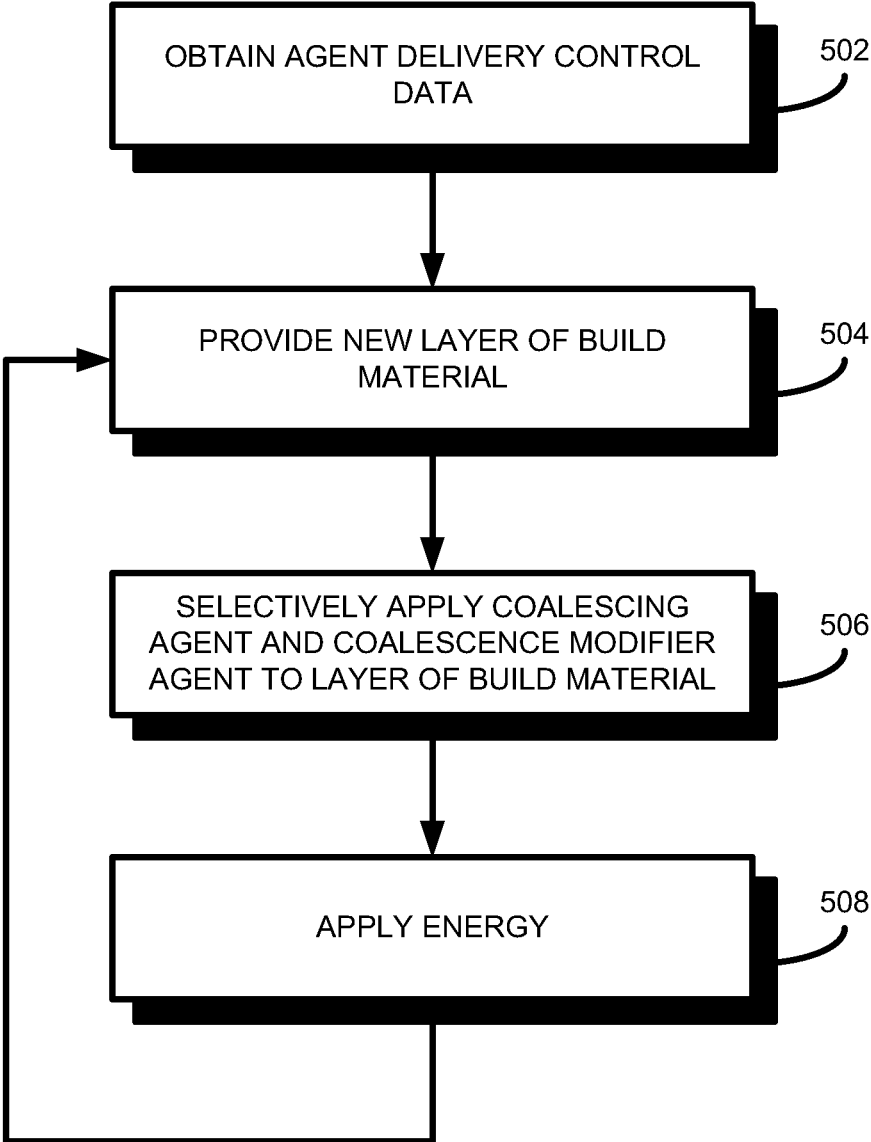 OBTAIN AGENT DELIVERY CONTROL
DATA
502
PROVIDE NEW LAYER OF BUILD
MATERIAL
504
SELECTIVELY APPLY COALESCING
AGENT AND COALESCENCE MODIFIER
AGENT TO LAYER OF BUILD MATERIAL
506
APPLY ENERGY
508